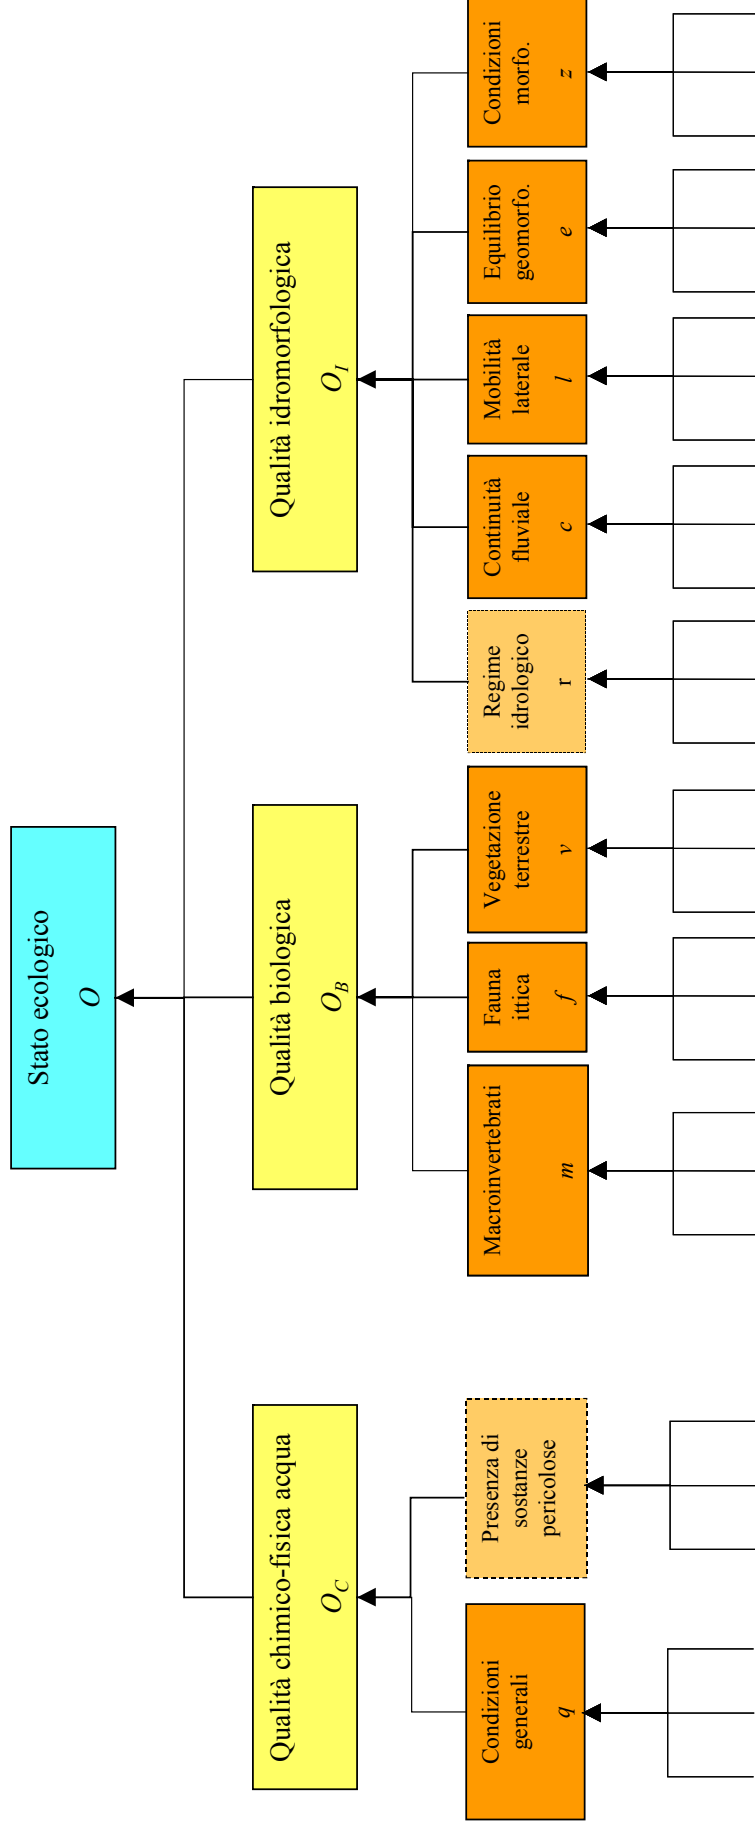 Stato ecologico
O
Qualità chimico-fisica acqua
O_C
Qualità biologica
O_B
Qualità idromorfologica
O_I
Condizioni
generali
q
Presenza di
sostanze
pericolose
Macroinvertebrati
m
Fauna
ittica
f
Vegetazione
terrestre
v
Regime
idrologico
r
Continuità
fluviale
c
Mobilità
laterale
l
Equilibrio
geomorfo.
e
Condizioni
morfo.
z